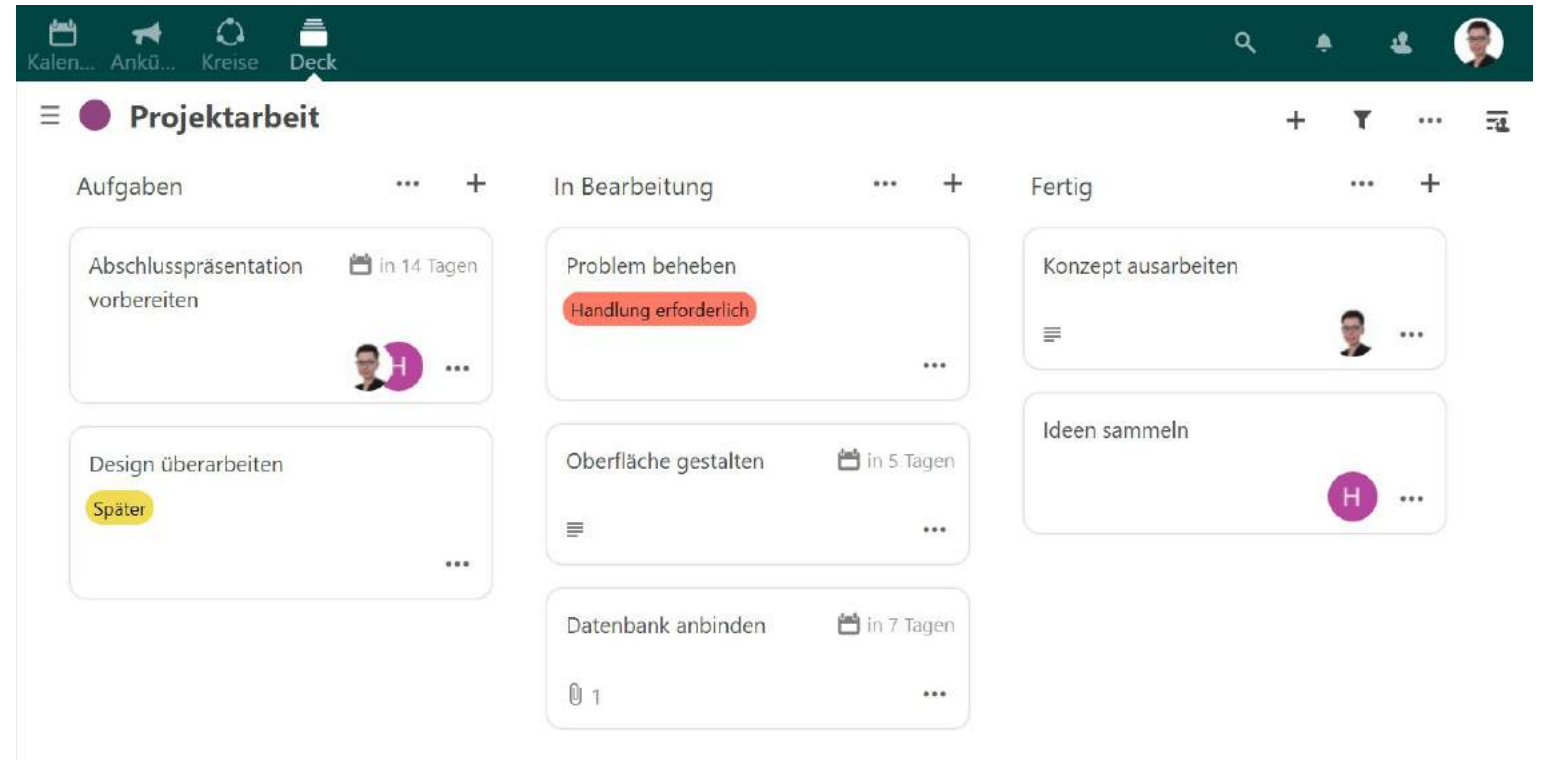 Kalen... Ankü... Kreise Deck
Projektarbeit
Aufgaben
Abschlusspräsentation in 14 Tagen
vorbereiten
H
Design überarbeiten
Später
In Bearbeitung
Problem beheben
Handlung erforderlich
Oberfläche gestalten in 5 Tagen
Datenbank anbinden in 7 Tagen
1
Fertig
Konzept ausarbeiten
Ideen sammeln
H